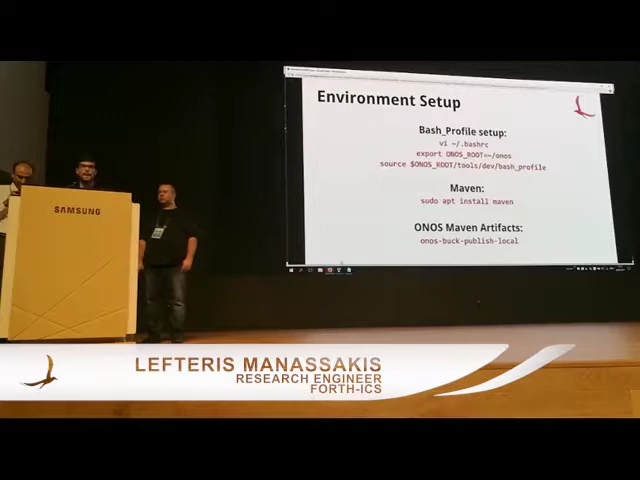 Environment Setup
Bash_Profile setup:
vi ~/.bashrc
export ONOS_ROOT=~/onos
source $ONOS_ROOT/tools/dev/bash_profile
Maven:
sudo apt install maven
ONOS Maven Artifacts:
onos-buck-publish-local
SAMSUNG
LEFTERIS MANASSAKIS
RESEARCH ENGINEER
FORTH-ICS